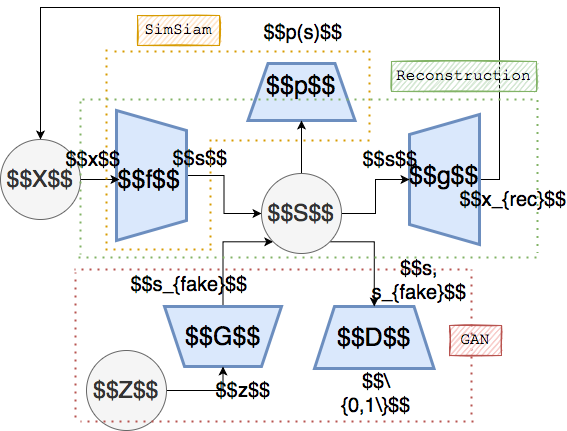 $$p(s)$$
SimSiam
$$p$$
Reconstruction
$$x$$
$$s$$
$$s$$
$$X$$
$$f$$
$$g$$
$$x_{rec}$$
$$S$$
$$s_{fake}$$
$$s,
s_{fake}$$
$$G$$
$$D$$
GAN
$$Z$$
$$z$$
$$\
{0,1\}$$